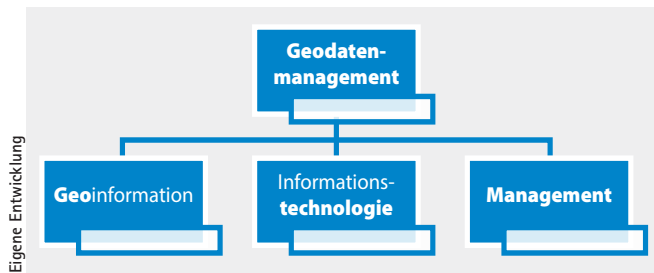 Geodaten-
management
Geoinformation
Informations-
technologie
Management
Eigene Entwicklung